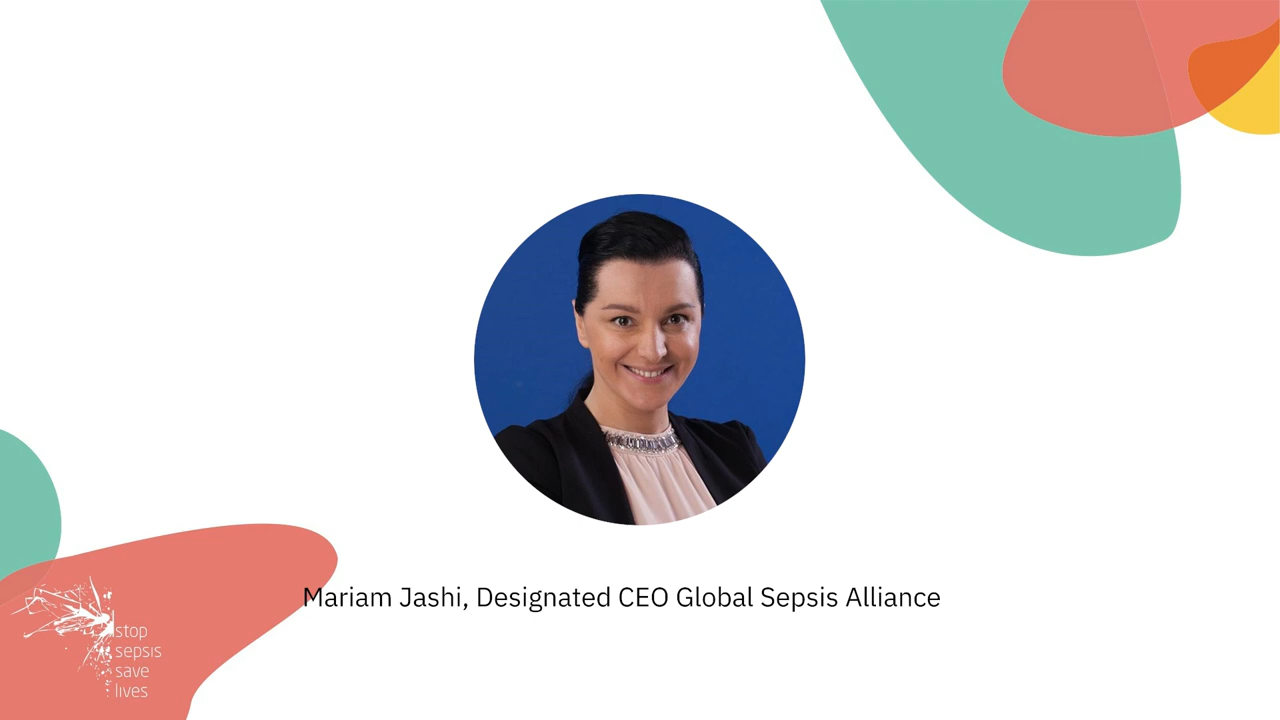 Mariam Jashi, Designated CEO Global Sepsis Alliance
stop
sepsis
save
lives